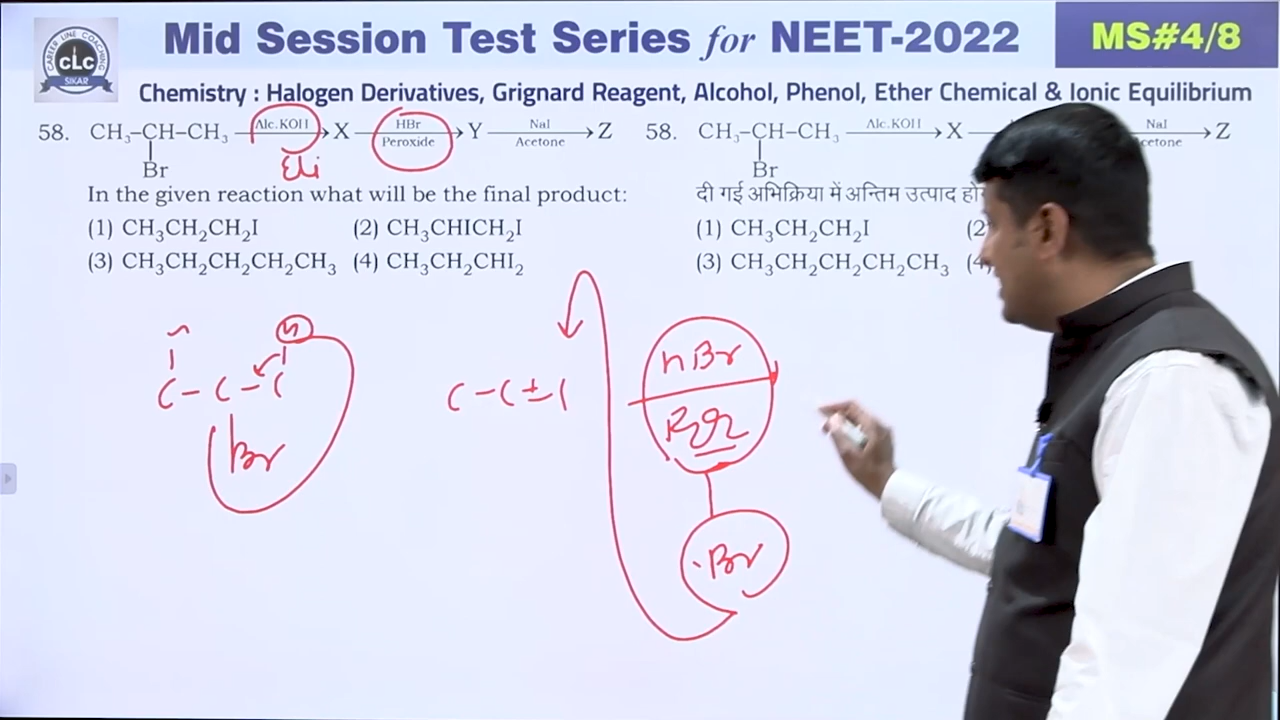 Mid Session Test Series for NEET-2022
MS#4/8
CAREER LINE COACHING
CLC
SIKAR
Chemistry : Halogen Derivatives, Grignard Reagent, Alcohol, Phenol, Ether Chemical & Ionic Equilibrium
58. CH₃–CH–CH₃ —Alc.KOH→ X —HBr/Peroxide→ Y —NaI/Acetone→ Z
Br
Eli
In the given reaction what will be the final product:
(1) CH₃CH₂CH₂I (2) CH₃CHICH₂I
(3) CH₃CH₂CH₂CH₂CH₃ (4) CH₃CH₂CHI₂
58. CH₃–CH–CH₃ —Alc.KOH→ X — NaI/cetone→ Z
Br
दी गई अभिक्रिया में अन्तिम उत्पाद हो
(1) CH₃CH₂CH₂I (2
(3) CH₃CH₂CH₂CH₂CH₃ (4
C–C–C
Br
HBr
R₂O₂
·Br